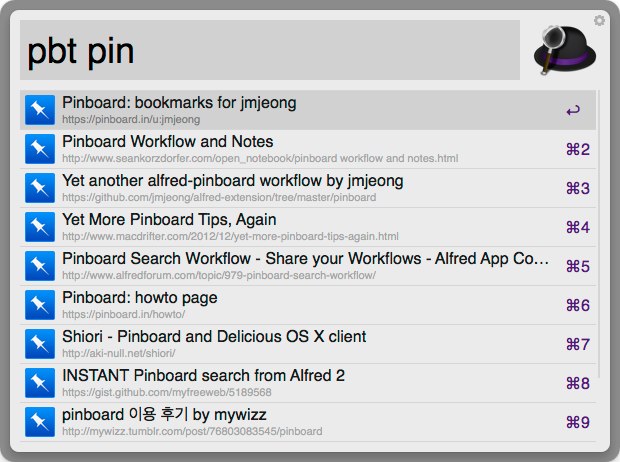 pbt pin
Pinboard: bookmarks for jmjeong
https://pinboard.in/u:jmjeong
↩
Pinboard Workflow and Notes
http://www.seankorzdorfer.com/open_notebook/pinboard workflow and notes.html
⌘2
Yet another alfred-pinboard workflow by jmjeong
https://github.com/jmjeong/alfred-extension/tree/master/pinboard
⌘3
Yet More Pinboard Tips, Again
http://www.macdrifter.com/2012/12/yet-more-pinboard-tips-again.html
⌘4
Pinboard Search Workflow - Share your Workflows - Alfred App Co…
http://www.alfredforum.com/topic/979-pinboard-search-workflow/
⌘5
Pinboard: howto page
https://pinboard.in/howto/
⌘6
Shiori - Pinboard and Delicious OS X client
http://aki-null.net/shiori/
⌘7
INSTANT Pinboard search from Alfred 2
https://gist.github.com/myfreeweb/5189568
⌘8
pinboard 이용 후기 by mywizz
http://mywizz.tumblr.com/post/76803083545/pinboard
⌘9